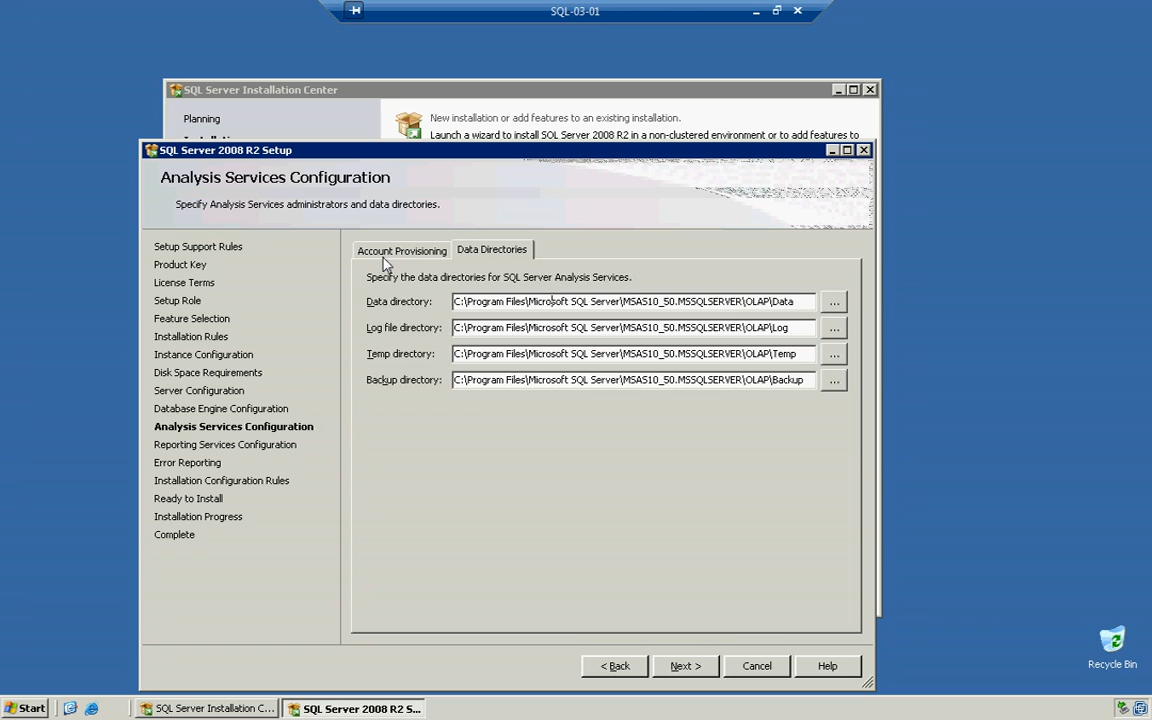 SQL-03-01
SQL Server Installation Center
Planning
New installation or add features to an existing installation.
Launch a wizard to install SQL Server 2008 R2 in a non-clustered environment or to add features to
SQL Server 2008 R2 Setup
Analysis Services Configuration
Specify Analysis Services administrators and data directories.
Setup Support Rules
Product Key
License Terms
Setup Role
Feature Selection
Installation Rules
Instance Configuration
Disk Space Requirements
Server Configuration
Database Engine Configuration
Analysis Services Configuration
Reporting Services Configuration
Error Reporting
Installation Configuration Rules
Ready to Install
Installation Progress
Complete
Account Provisioning
Data Directories
Specify the data directories for SQL Server Analysis Services.
Data directory: C:\Program Files\Microsoft SQL Server\MSAS10_50.MSSQLSERVER\OLAP\Data ...
Log file directory: C:\Program Files\Microsoft SQL Server\MSAS10_50.MSSQLSERVER\OLAP\Log ...
Temp directory: C:\Program Files\Microsoft SQL Server\MSAS10_50.MSSQLSERVER\OLAP\Temp ...
Backup directory: C:\Program Files\Microsoft SQL Server\MSAS10_50.MSSQLSERVER\OLAP\Backup ...
< Back
Next >
Cancel
Help
Recycle Bin
Start
SQL Server Installation C...
SQL Server 2008 R2 S...